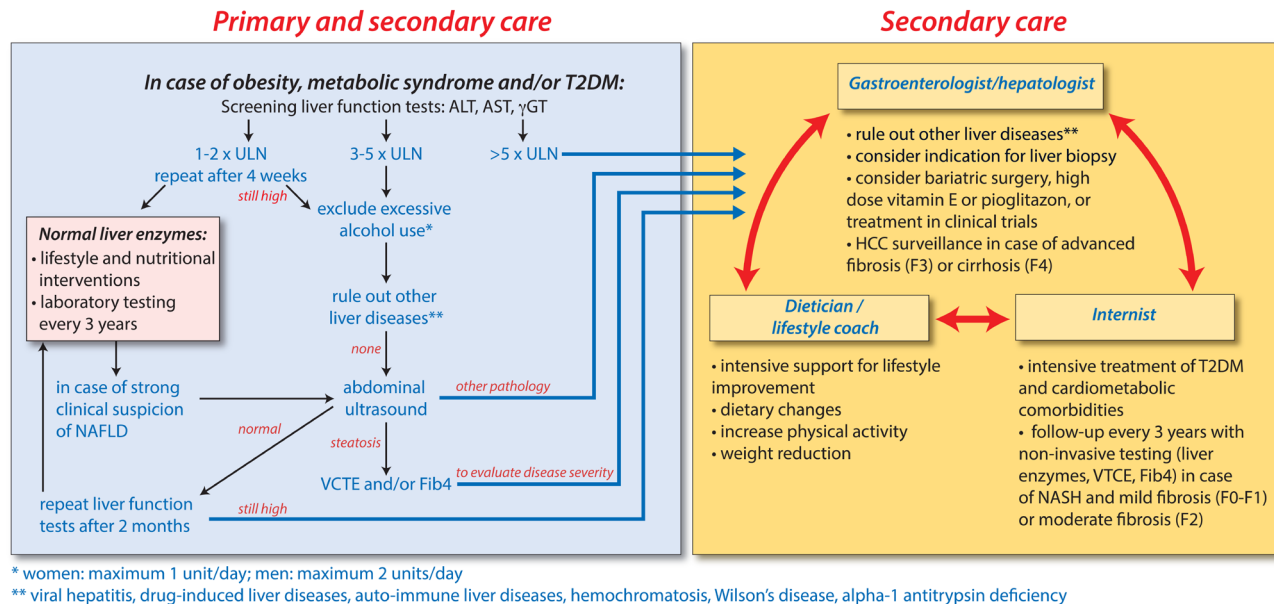 Primary and secondary care
Secondary care
In case of obesity, metabolic syndrome and/or T2DM:
Screening liver function tests: ALT, AST, γGT
1-2 x ULN
repeat after 4 weeks
3-5 x ULN
>5 x ULN
still high
exclude excessive
alcohol use*
Normal liver enzymes:
• lifestyle and nutritional
interventions
• laboratory testing
every 3 years
rule out other
liver diseases**
none
in case of strong
clinical suspicion
of NAFLD
abdominal
ultrasound
other pathology
normal
steatosis
VCTE and/or Fib4
to evaluate disease severity
repeat liver function
tests after 2 months
still high
Gastroenterologist/hepatologist
• rule out other liver diseases**
• consider indication for liver biopsy
• consider bariatric surgery, high
dose vitamin E or pioglitazon, or
treatment in clinical trials
• HCC surveillance in case of advanced
fibrosis (F3) or cirrhosis (F4)
Dietician /
lifestyle coach
• intensive support for lifestyle
improvement
• dietary changes
• increase physical activity
• weight reduction
Internist
• intensive treatment of T2DM
and cardiometabolic
comorbidities
• follow-up every 3 years with
non-invasive testing (liver
enzymes, VTCE, Fib4) in case
of NASH and mild fibrosis (F0-F1)
or moderate fibrosis (F2)
* women: maximum 1 unit/day; men: maximum 2 units/day
** viral hepatitis, drug-induced liver diseases, auto-immune liver diseases, hemochromatosis, Wilson's disease, alpha-1 antitrypsin deficiency